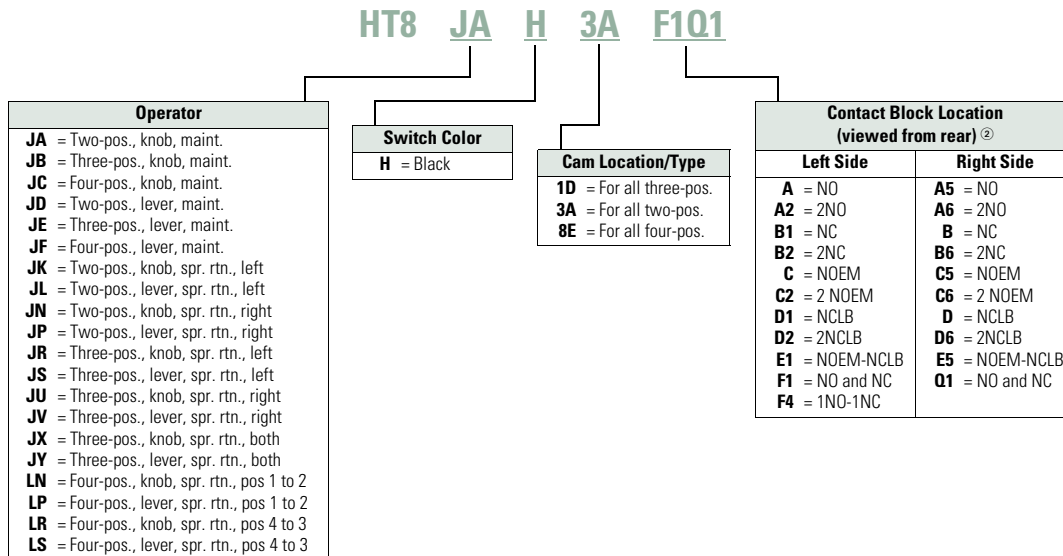 HT8 JA H 3A F1Q1
Operator
JA = Two-pos., knob, maint.
JB = Three-pos., knob, maint.
JC = Four-pos., knob, maint.
JD = Two-pos., lever, maint.
JE = Three-pos., lever, maint.
JF = Four-pos., lever, maint.
JK = Two-pos., knob, spr. rtn., left
JL = Two-pos., lever, spr. rtn., left
JN = Two-pos., knob, spr. rtn., right
JP = Two-pos., lever, spr. rtn., right
JR = Three-pos., knob, spr. rtn., left
JS = Three-pos., lever, spr. rtn., left
JU = Three-pos., knob, spr. rtn., right
JV = Three-pos., lever, spr. rtn., right
JX = Three-pos., knob, spr. rtn., both
JY = Three-pos., lever, spr. rtn., both
LN = Four-pos., knob, spr. rtn., pos 1 to 2
LP = Four-pos., lever, spr. rtn., pos 1 to 2
LR = Four-pos., knob, spr. rtn., pos 4 to 3
LS = Four-pos., lever, spr. rtn., pos 4 to 3
Switch Color
H = Black
Cam Location/Type
1D = For all three-pos.
3A = For all two-pos.
8E = For all four-pos.
Contact Block Location
(viewed from rear) ②
Left Side
A = NO
A2 = 2NO
B1 = NC
B2 = 2NC
C = NOEM
C2 = 2 NOEM
D1 = NCLB
D2 = 2NCLB
E1 = NOEM-NCLB
F1 = NO and NC
F4 = 1NO-1NC
Right Side
A5 = NO
A6 = 2NO
B = NC
B6 = 2NC
C5 = NOEM
C6 = 2 NOEM
D = NCLB
D6 = 2NCLB
E5 = NOEM-NCLB
Q1 = NO and NC